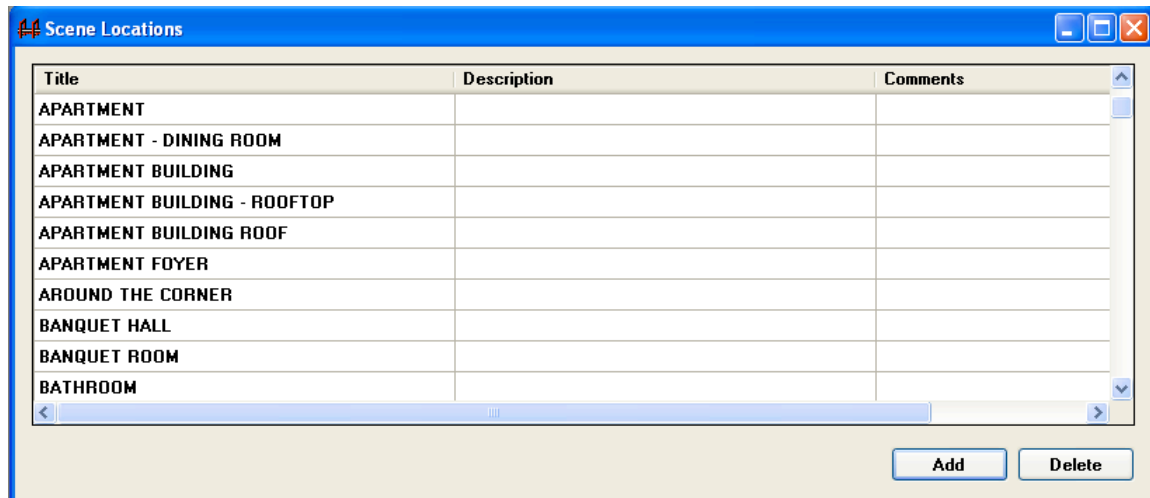 Scene Locations
Title Description Comments
APARTMENT
APARTMENT - DINING ROOM
APARTMENT BUILDING
APARTMENT BUILDING - ROOFTOP
APARTMENT BUILDING ROOF
APARTMENT FOYER
AROUND THE CORNER
BANQUET HALL
BANQUET ROOM
BATHROOM
Add Delete